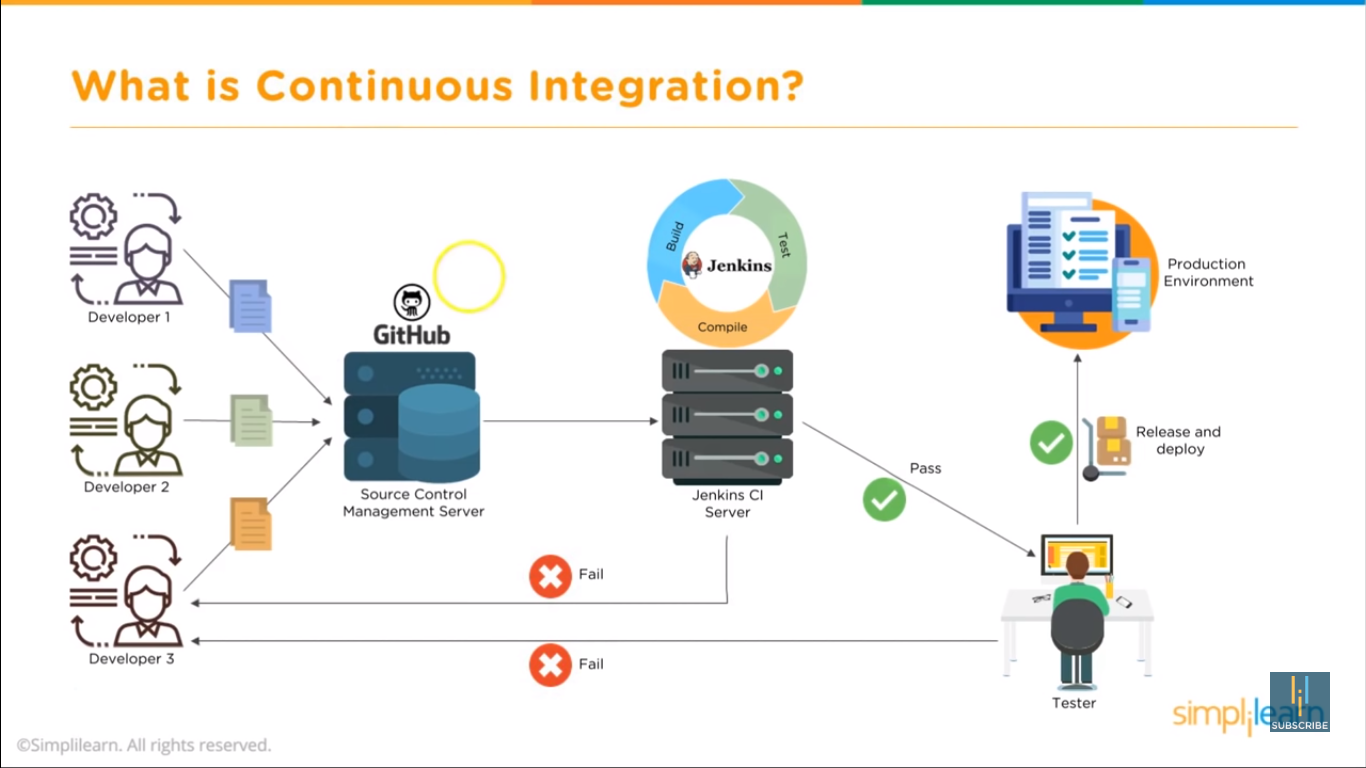 What is Continuous Integration?
Developer 1
Developer 2
Developer 3
GitHub
Source Control
Management Server
Build
Test
Compile
Jenkins
Jenkins CI
Server
Pass
Fail
Fail
Production
Environment
Release and
deploy
Tester
simplilearn
SUBSCRIBE
©Simplilearn. All rights reserved.